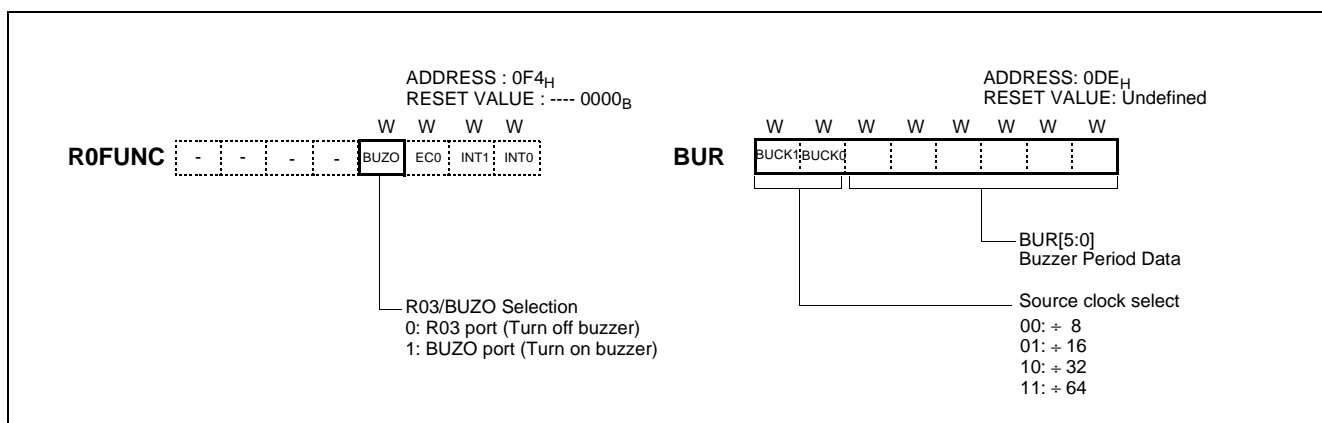 ADDRESS : 0F4H
RESET VALUE : ---- 0000B
W W W W
R0FUNC - - - - BUZO EC0 INT1 INT0
R03/BUZO Selection
0: R03 port (Turn off buzzer)
1: BUZO port (Turn on buzzer)
ADDRESS: 0DEH
RESET VALUE: Undefined
W W W W W W W W
BUR BUCK1 BUCK0
BUR[5:0]
Buzzer Period Data
Source clock select
00: ÷ 8
01: ÷ 16
10: ÷ 32
11: ÷ 64